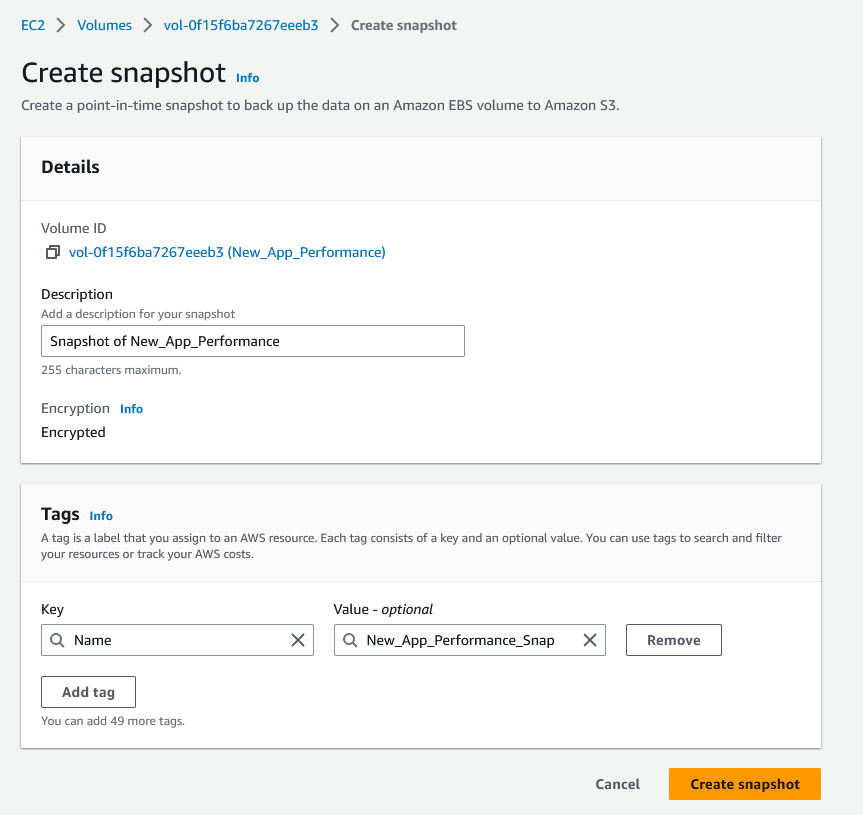 EC2 > Volumes > vol-0f15f6ba7267eeeb3 > Create snapshot
Create snapshot Info
Create a point-in-time snapshot to back up the data on an Amazon EBS volume to Amazon S3.
Details
Volume ID
vol-0f15f6ba7267eeeb3 (New_App_Performance)
Description
Add a description for your snapshot
Snapshot of New_App_Performance
255 characters maximum.
Encryption Info
Encrypted
Tags Info
A tag is a label that you assign to an AWS resource. Each tag consists of a key and an optional value. You can use tags to search and filter
your resources or track your AWS costs.
Key Value - optional
Name New_App_Performance_Snap Remove
Add tag
You can add 49 more tags.
Cancel Create snapshot